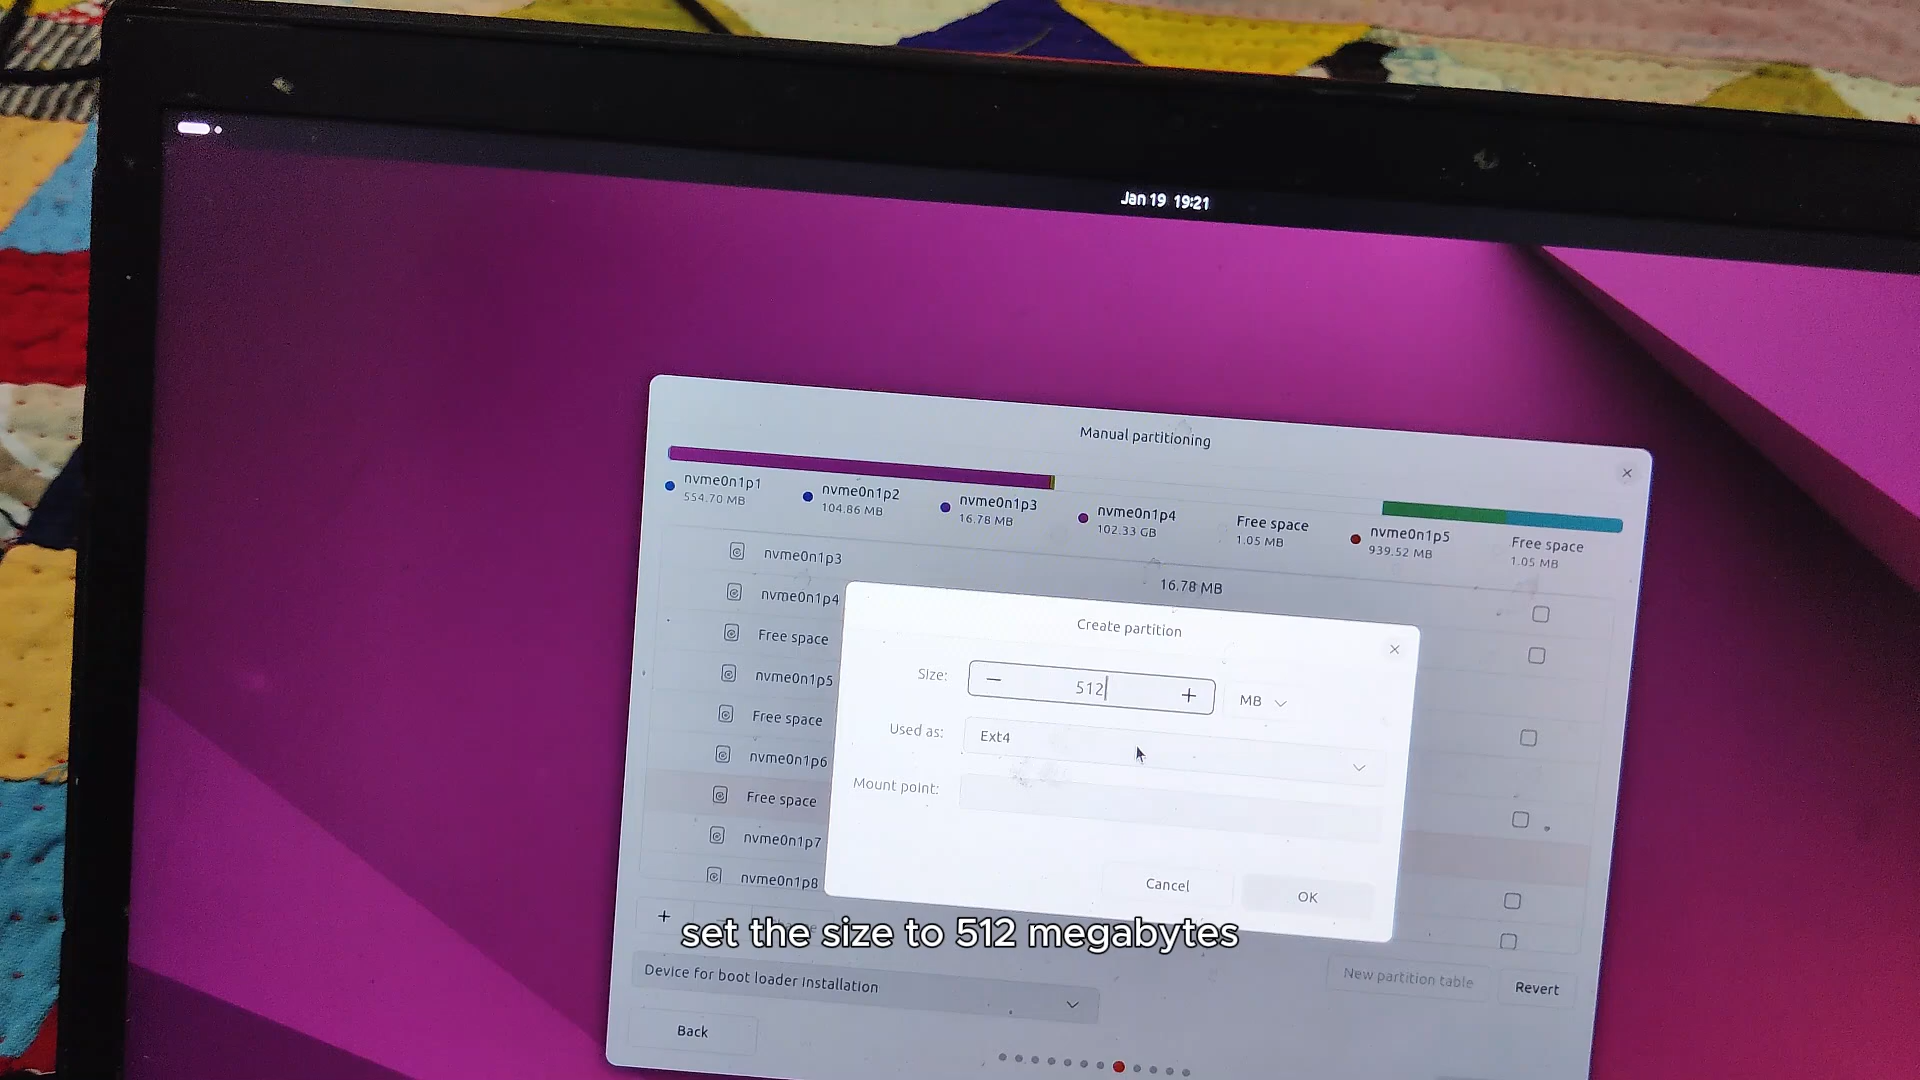 Jan 19 19:21
Manual partitioning
nvme0n1p1
554.70 MB
nvme0n1p2
104.86 MB
nvme0n1p3
16.78 MB
nvme0n1p4
102.33 GB
Free space
1.05 MB
nvme0n1p5
939.52 MB
Free space
1.05 MB
nvme0n1p3
16.78 MB
nvme0n1p4
Free space
nvme0n1p5
Free space
nvme0n1p6
Free space
nvme0n1p7
nvme0n1p8
Create partition
Size:
− 512 +
MB
Used as:
Ext4
Mount point:
Cancel
OK
+
set the size to 512 megabytes
New partition table
Revert
Device for boot loader installation
Back